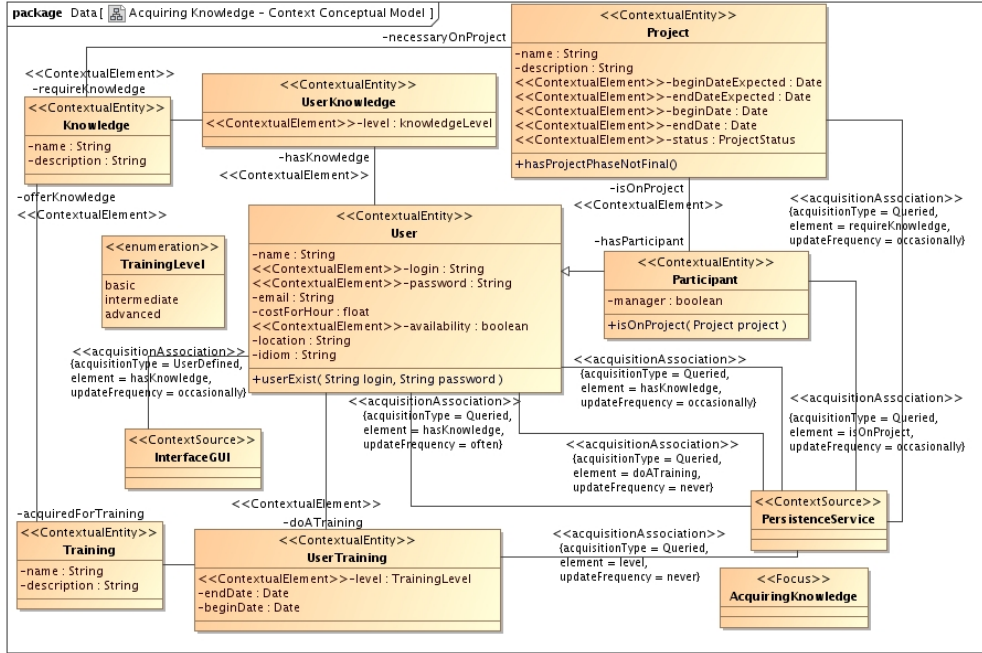 package Data[ Acquiring Knowledge - Context Conceptual Model ]
-necessaryOnProject
<<ContextualEntity>>
Project
-name : String
-description : String
<<ContextualElement>>-beginDateExpected : Date
<<ContextualElement>>-endDateExpected : Date
<<ContextualElement>>-beginDate : Date
<<ContextualElement>>-endDate : Date
<<ContextualElement>>-status : ProjectStatus
+hasProjectPhaseNotFinal()
<<ContextualElement>>
-requireKnowledge
<<ContextualEntity>>
Knowledge
-name : String
-description : String
<<ContextualEntity>>
UserKnowledge
<<ContextualElement>>-level : knowledgeLevel
-hasKnowledge
<<ContextualElement>>
-offerKnowledge
<<ContextualElement>>
-isOnProject
<<ContextualElement>>
-hasParticipant
<<acquisitionAssociation>>
{acquisitionType = Queried,
element = requireKnowledge,
updateFrequency = occasionally}
<<enumeration>>
TrainingLevel
basic
intermediate
advanced
<<ContextualEntity>>
User
-name : String
<<ContextualElement>>-login : String
<<ContextualElement>>-password : String
-email : String
-costForHour : float
<<ContextualElement>>-availability : boolean
-location : String
-idiom : String
+userExist( String login, String password )
<<ContextualEntity>>
Participant
-manager : boolean
+isOnProject( Project project )
<<acquisitionAssociation>>
{acquisitionType = UserDefined,
element = hasKnowledge,
updateFrequency = occasionally}
<<acquisitionAssociation>>
{acquisitionType = Queried,
element = hasKnowledge,
updateFrequency = often}
<<acquisitionAssociation>>
{acquisitionType = Queried,
element = hasKnowledge,
updateFrequency = occasionally}
<<acquisitionAssociation>>
{acquisitionType = Queried,
element = isOnProject,
updateFrequency = occasionally}
<<acquisitionAssociation>>
{acquisitionType = Queried,
element = doATraining,
updateFrequency = never}
<<ContextSource>>
InterfaceGUI
<<ContextualElement>>
-doATraining
<<ContextSource>>
PersistenceService
-acquiredForTraining
<<ContextualEntity>>
Training
-name : String
-description : String
<<ContextualEntity>>
UserTraining
<<ContextualElement>>-level : TrainingLevel
-endDate : Date
-beginDate : Date
<<acquisitionAssociation>>
{acquisitionType = Queried,
element = level,
updateFrequency = never}
<<Focus>>
AcquiringKnowledge